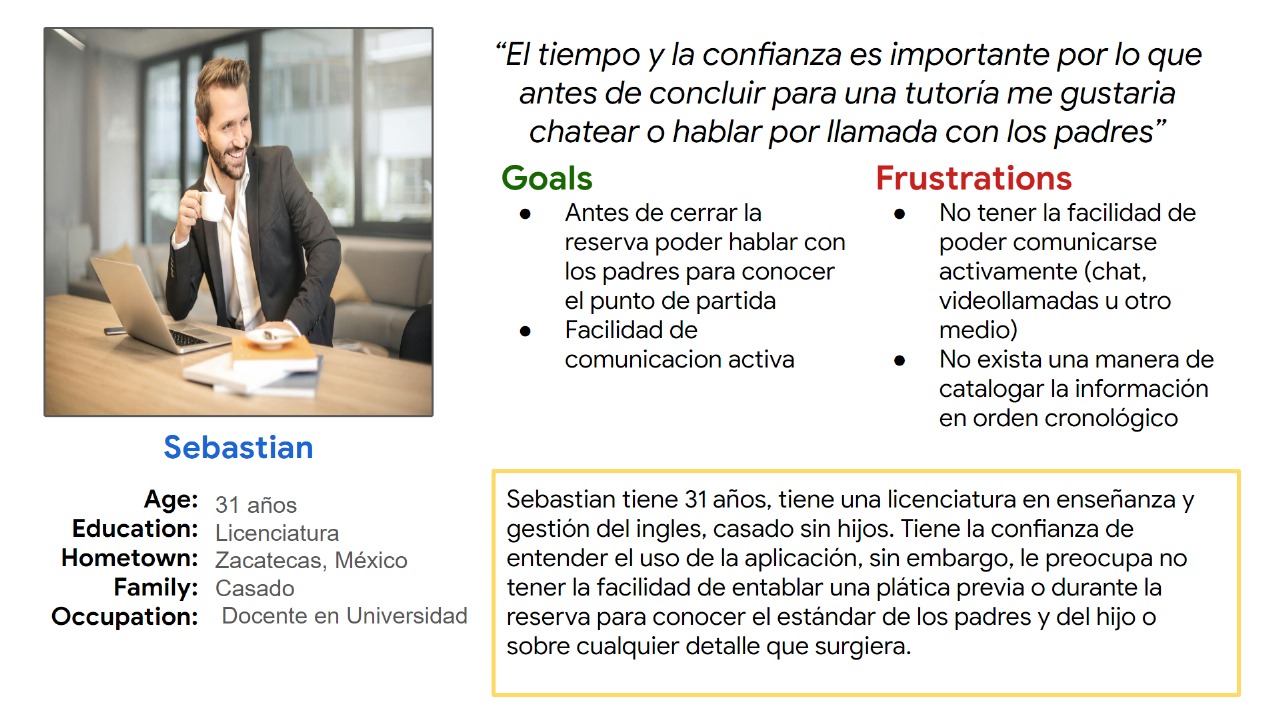 “El tiempo y la confianza es importante por lo que
antes de concluir para una tutoría me gustaria
chatear o hablar por llamada con los padres”
Goals
● Antes de cerrar la
reserva poder hablar con
los padres para conocer
el punto de partida
● Facilidad de
comunicacion activa
Frustrations
● No tener la facilidad de
poder comunicarse
activamente (chat,
videollamadas u otro
medio)
● No exista una manera de
catalogar la información
en orden cronológico
Sebastian
Age: 31 años
Education: Licenciatura
Hometown: Zacatecas, México
Family: Casado
Occupation: Docente en Universidad
Sebastian tiene 31 años, tiene una licenciatura en enseñanza y
gestión del ingles, casado sin hijos. Tiene la confianza de
entender el uso de la aplicación, sin embargo, le preocupa no
tener la facilidad de entablar una plática previa o durante la
reserva para conocer el estándar de los padres y del hijo o
sobre cualquier detalle que surgiera.